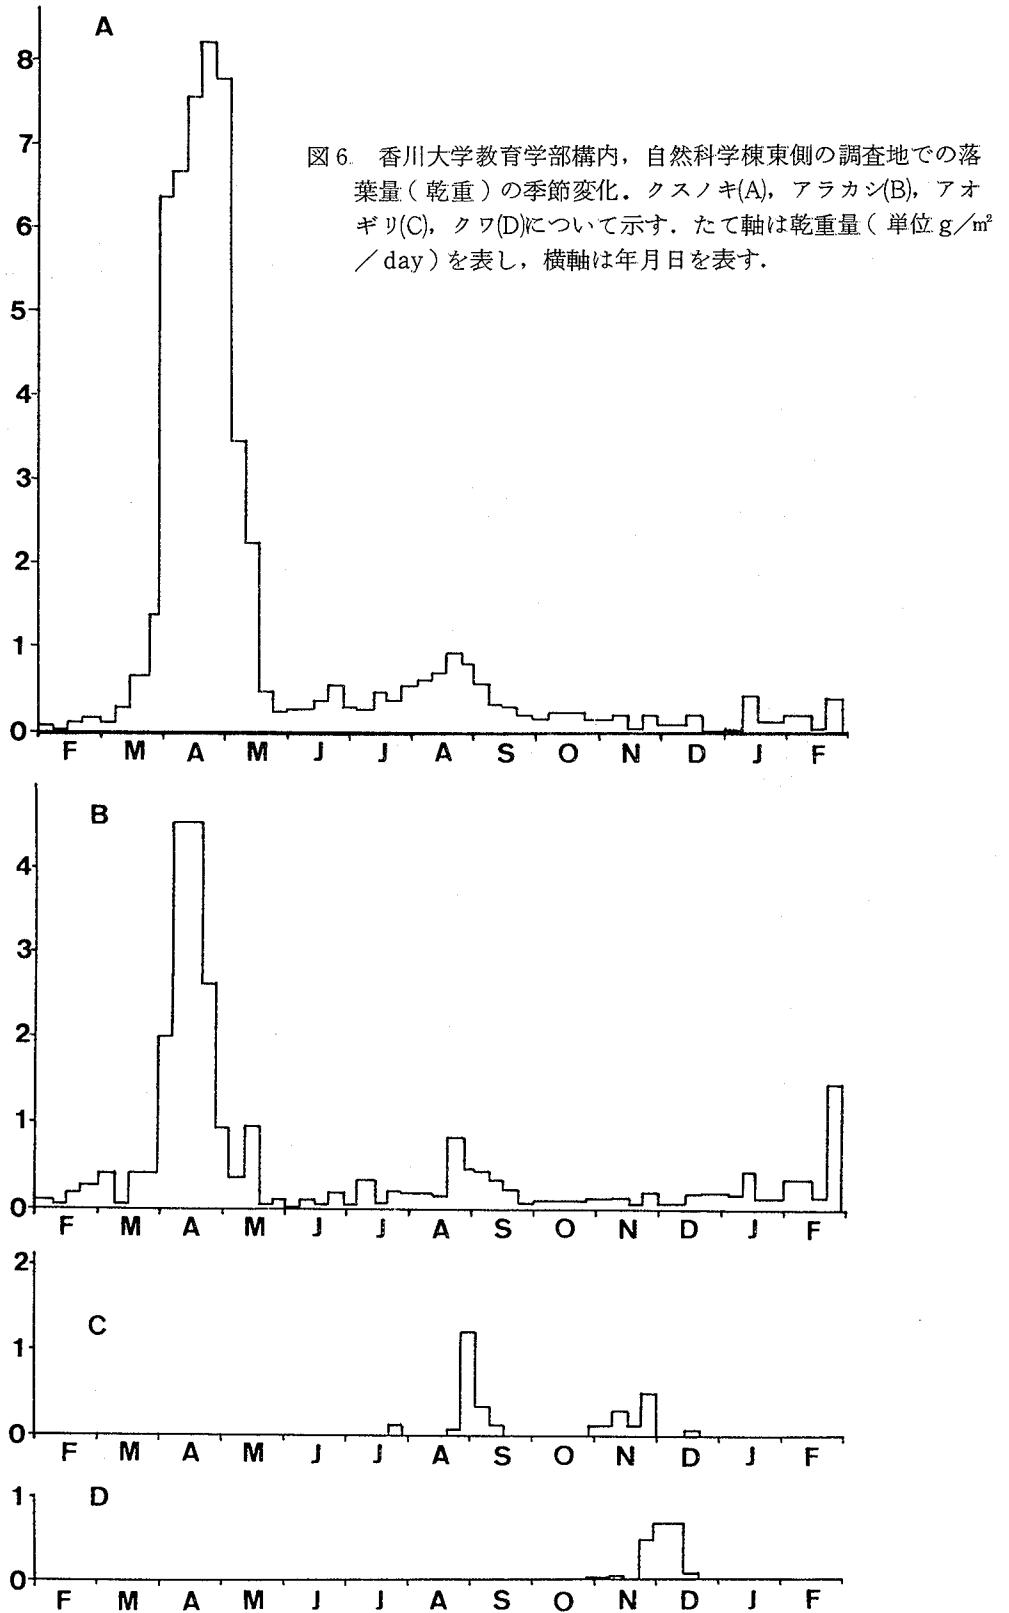 A
8
7
6
5
4
3
2
1
0
F M A M J J A S O N D J F
図6. 香川大学教育学部構内，自然科学棟東側の調査地での落
葉量（乾重）の季節変化．クスノキ(A)，アラカシ(B)，アオ
ギリ(C)，クワ(D)について示す．たて軸は乾重量（単位 g／m²
／day）を表し，横軸は年月日を表す．
B
4
3
2
1
0
F M A M J J A S O N D J F
2
C
1
0
F M A M J J A S O N D J F
1
D
0
F M A M J J A S O N D J F